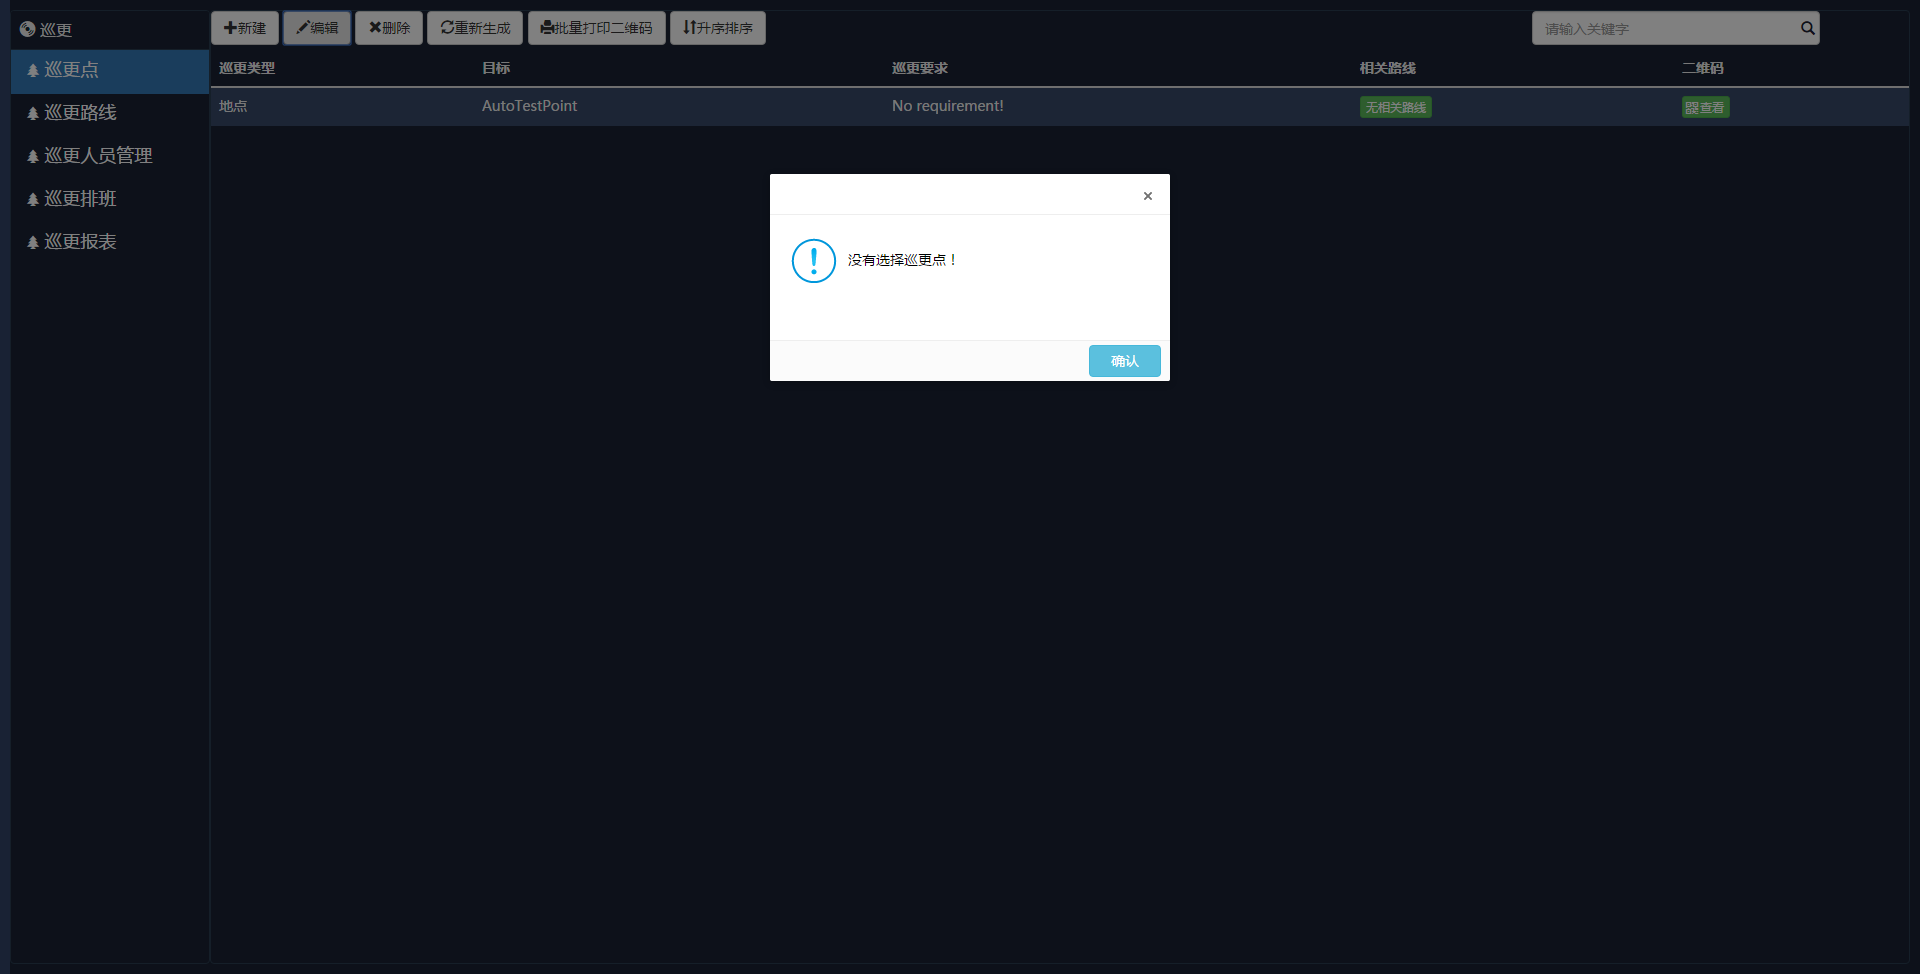 巡更
巡更点
巡更路线
巡更人员管理
巡更排班
巡更报表
新建 编辑 删除 重新生成 批量打印二维码 升序排序 请输入关键字
巡更类型 目标 巡更要求 相关路线 二维码
地点 AutoTestPoint No requirement! 无相关路线 查看
×
没有选择巡更点！
确认